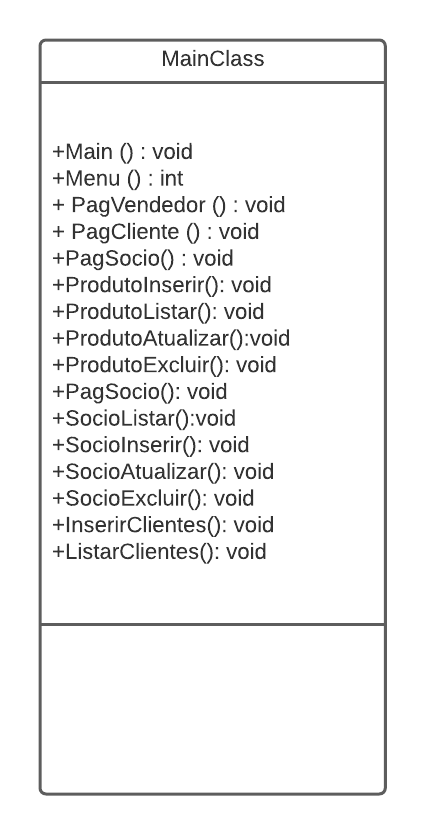 MainClass
+Main () : void
+Menu () : int
+ PagVendedor () : void
+ PagCliente () : void
+PagSocio() : void
+ProdutoInserir(): void
+ProdutoListar(): void
+ProdutoAtualizar():void
+ProdutoExcluir(): void
+PagSocio(): void
+SocioListar():void
+SocioInserir(): void
+SocioAtualizar(): void
+SocioExcluir(): void
+InserirClientes(): void
+ListarClientes(): void